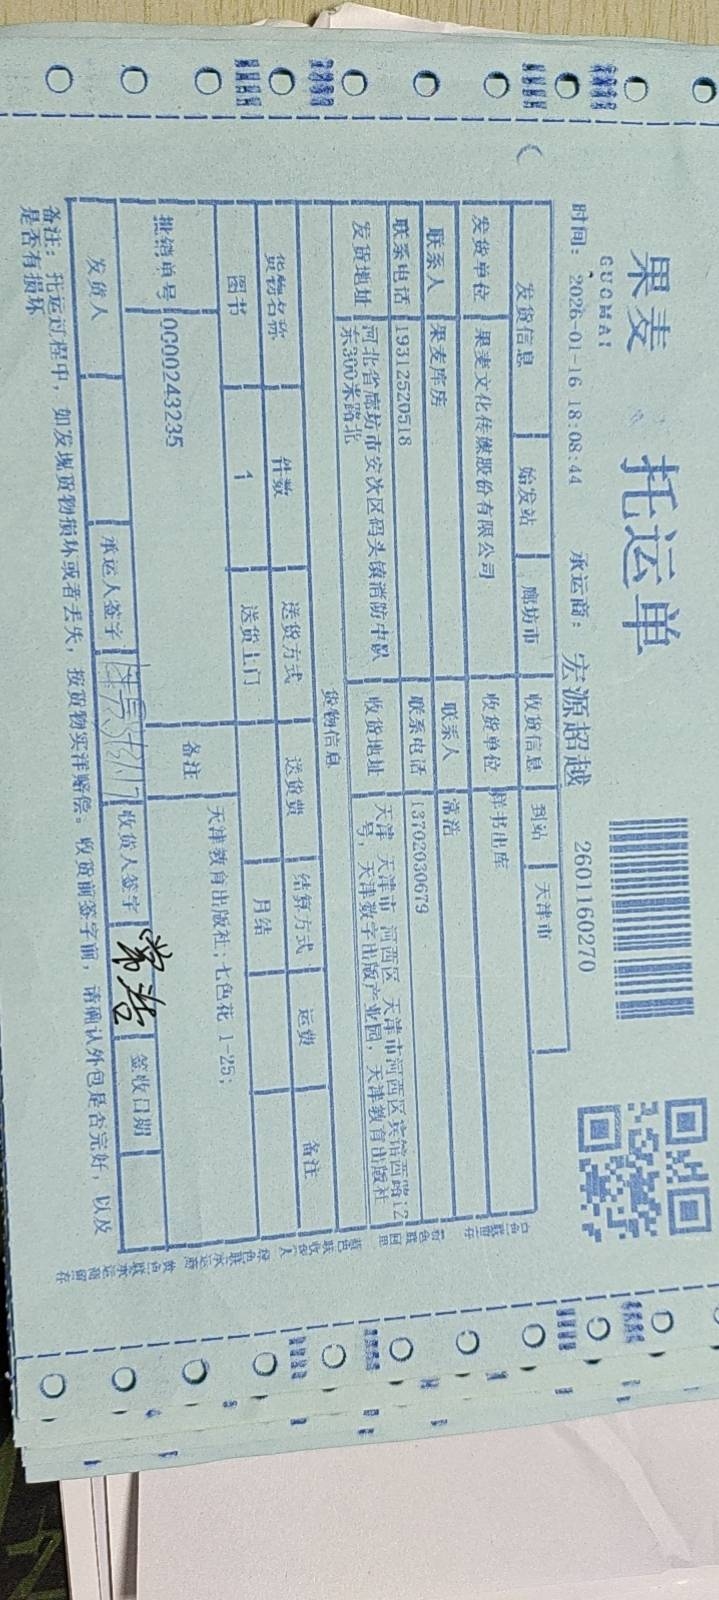 果麦 托运单
GUOMAI
时间: 2026-01-16 18:08:44 承运商: 宏源超越 2601160270
发货信息 始发站 廊坊市 收货信息 到站 天津市
发货单位 果麦文化传媒股份有限公司 收货单位 样书出库
联系人 果麦库房 联系人 常浩
联系电话 19312520518 联系电话 13702030679
发货地址 河北省廊坊市安次区码头镇消防中队东300米路北 收货地址 天津 天津市 河西区 天津市河西区宾馆西路12号, 天津数字出版产业园, 天津教育出版社
货物信息
货物名称 件数 送货方式 送货费 结算方式 运费 备注
图书 1 送货上门 月结
批销单号 0000243235 备注 天津教育出版社; 七色花 1-25;
发货人 承运人签字 收货人签字 常浩 签收日期
备注: 托运过程中, 如发现货物损坏或者丢失, 按货物实洋赔偿。收货前签字前, 请确认外包是否完好, 以及
是否有损坏